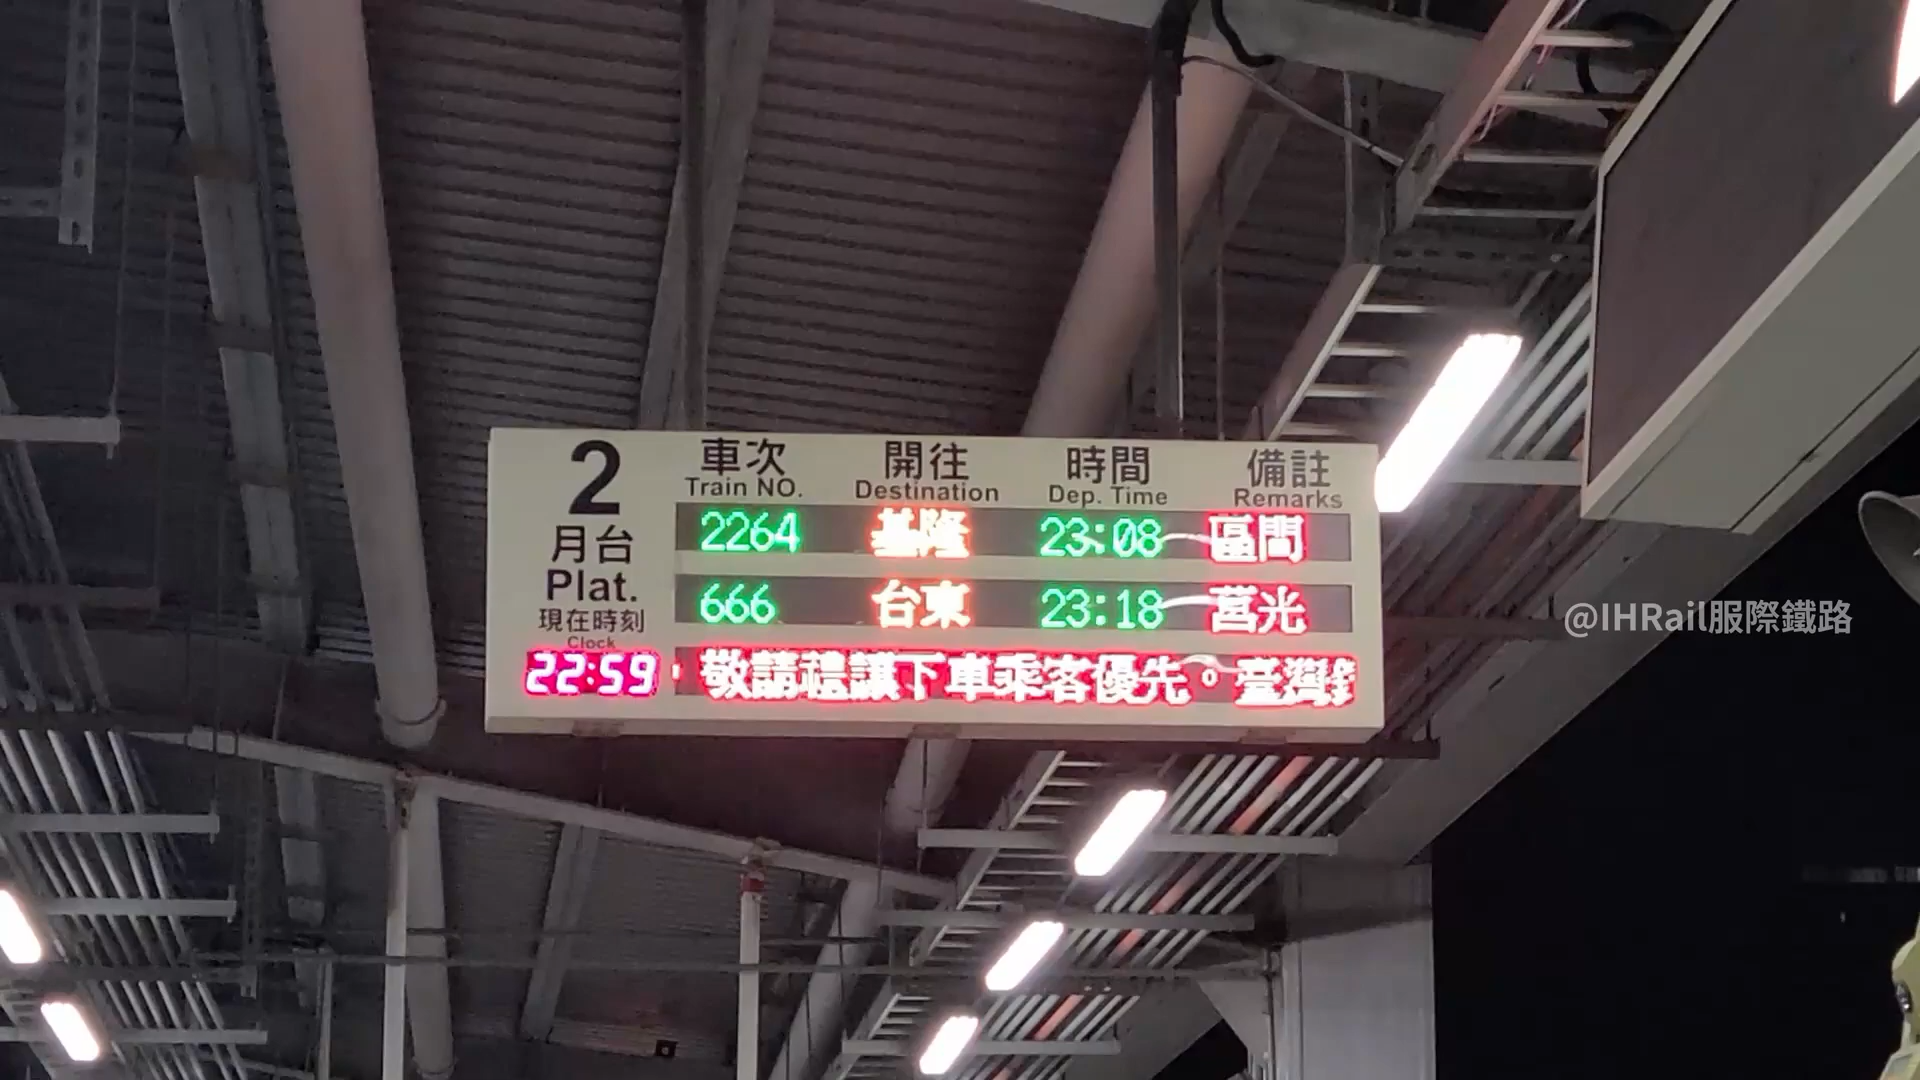 2
月台
Plat.
現在時刻
Clock
22:59
車次 開往 時間 備註
Train NO. Destination Dep. Time Remarks
2264 基隆 23:08 區間
666 台東 23:18 莒光
敬請禮讓下車乘客優先。臺灣
@IHRail服際鐵路